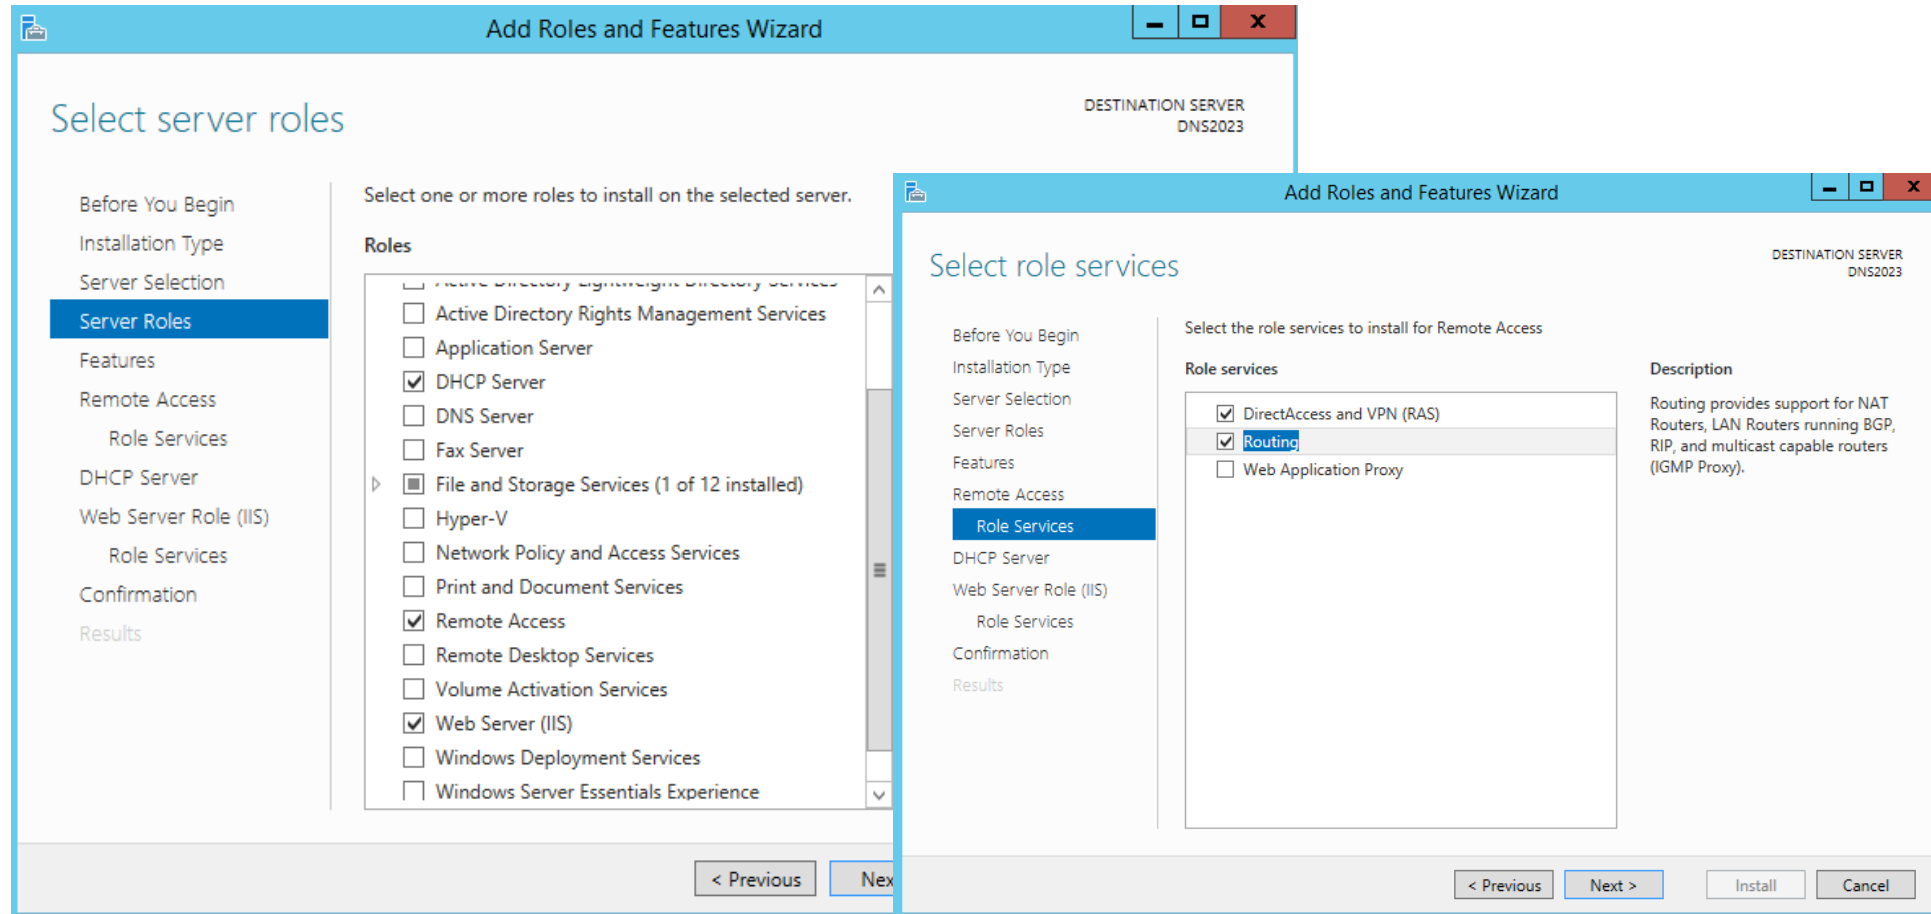 Add Roles and Features Wizard
Select server roles
DESTINATION SERVER
DNS2023
Before You Begin
Installation Type
Server Selection
Server Roles
Features
Remote Access
Role Services
DHCP Server
Web Server Role (IIS)
Role Services
Confirmation
Results
Select one or more roles to install on the selected server.
Roles
Active Directory Lightweight Directory Services
Active Directory Rights Management Services
Application Server
DHCP Server
DNS Server
Fax Server
File and Storage Services (1 of 12 installed)
Hyper-V
Network Policy and Access Services
Print and Document Services
Remote Access
Remote Desktop Services
Volume Activation Services
Web Server (IIS)
Windows Deployment Services
Windows Server Essentials Experience
< Previous
Nex
Add Roles and Features Wizard
Select role services
DESTINATION SERVER
DNS2023
Before You Begin
Installation Type
Server Selection
Server Roles
Features
Remote Access
Role Services
DHCP Server
Web Server Role (IIS)
Role Services
Confirmation
Results
Select the role services to install for Remote Access
Role services
DirectAccess and VPN (RAS)
Routing
Web Application Proxy
Description
Routing provides support for NAT
Routers, LAN Routers running BGP,
RIP, and multicast capable routers
(IGMP Proxy).
< Previous
Next >
Install
Cancel